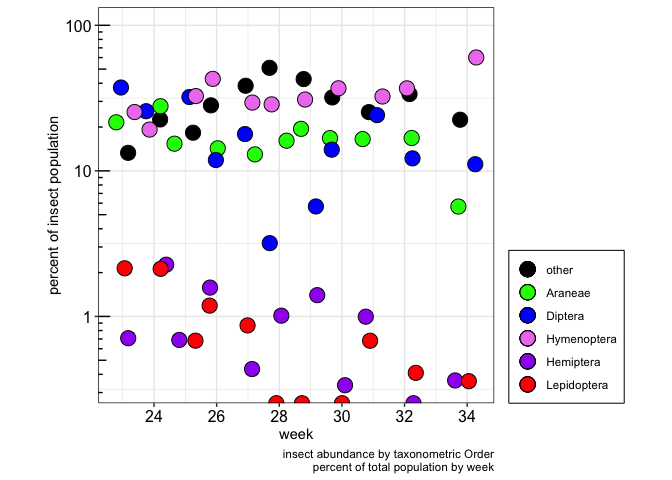 100
10
1
percent of insect population
24 26 28 30 32 34
week
other
Araneae
Diptera
Hymenoptera
Hemiptera
Lepidoptera
insect abundance by taxonometric Order
percent of total population by week